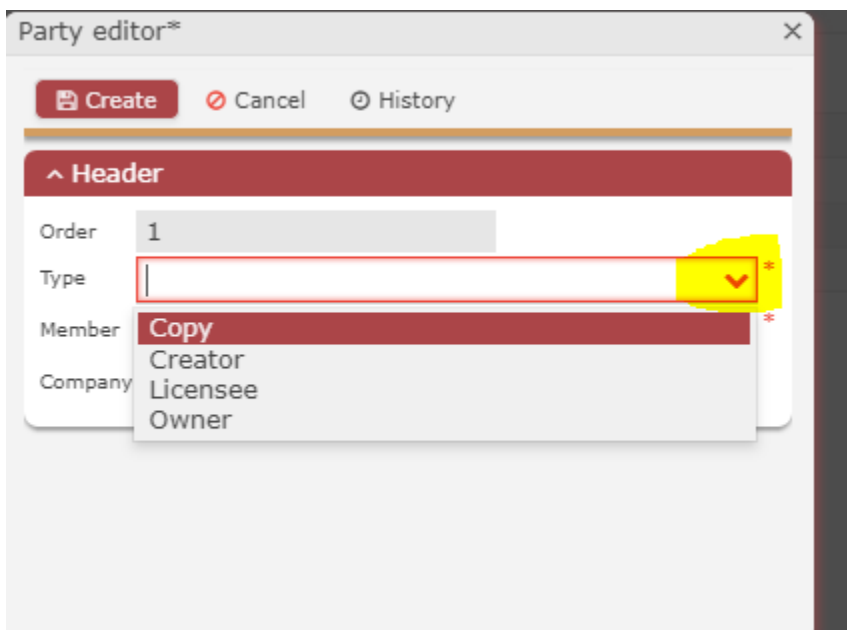 Party editor*
Create Cancel History
Header
Order 1
Type *
Member *
Copy
Creator
Company
Licensee
Owner